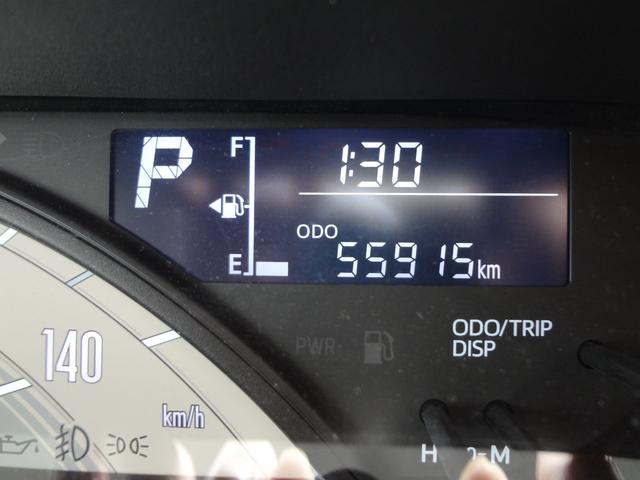 P
F
1:30
ODO
E
55915km
ODO/TRIP
DISP
PWR
140
km/h
H
M